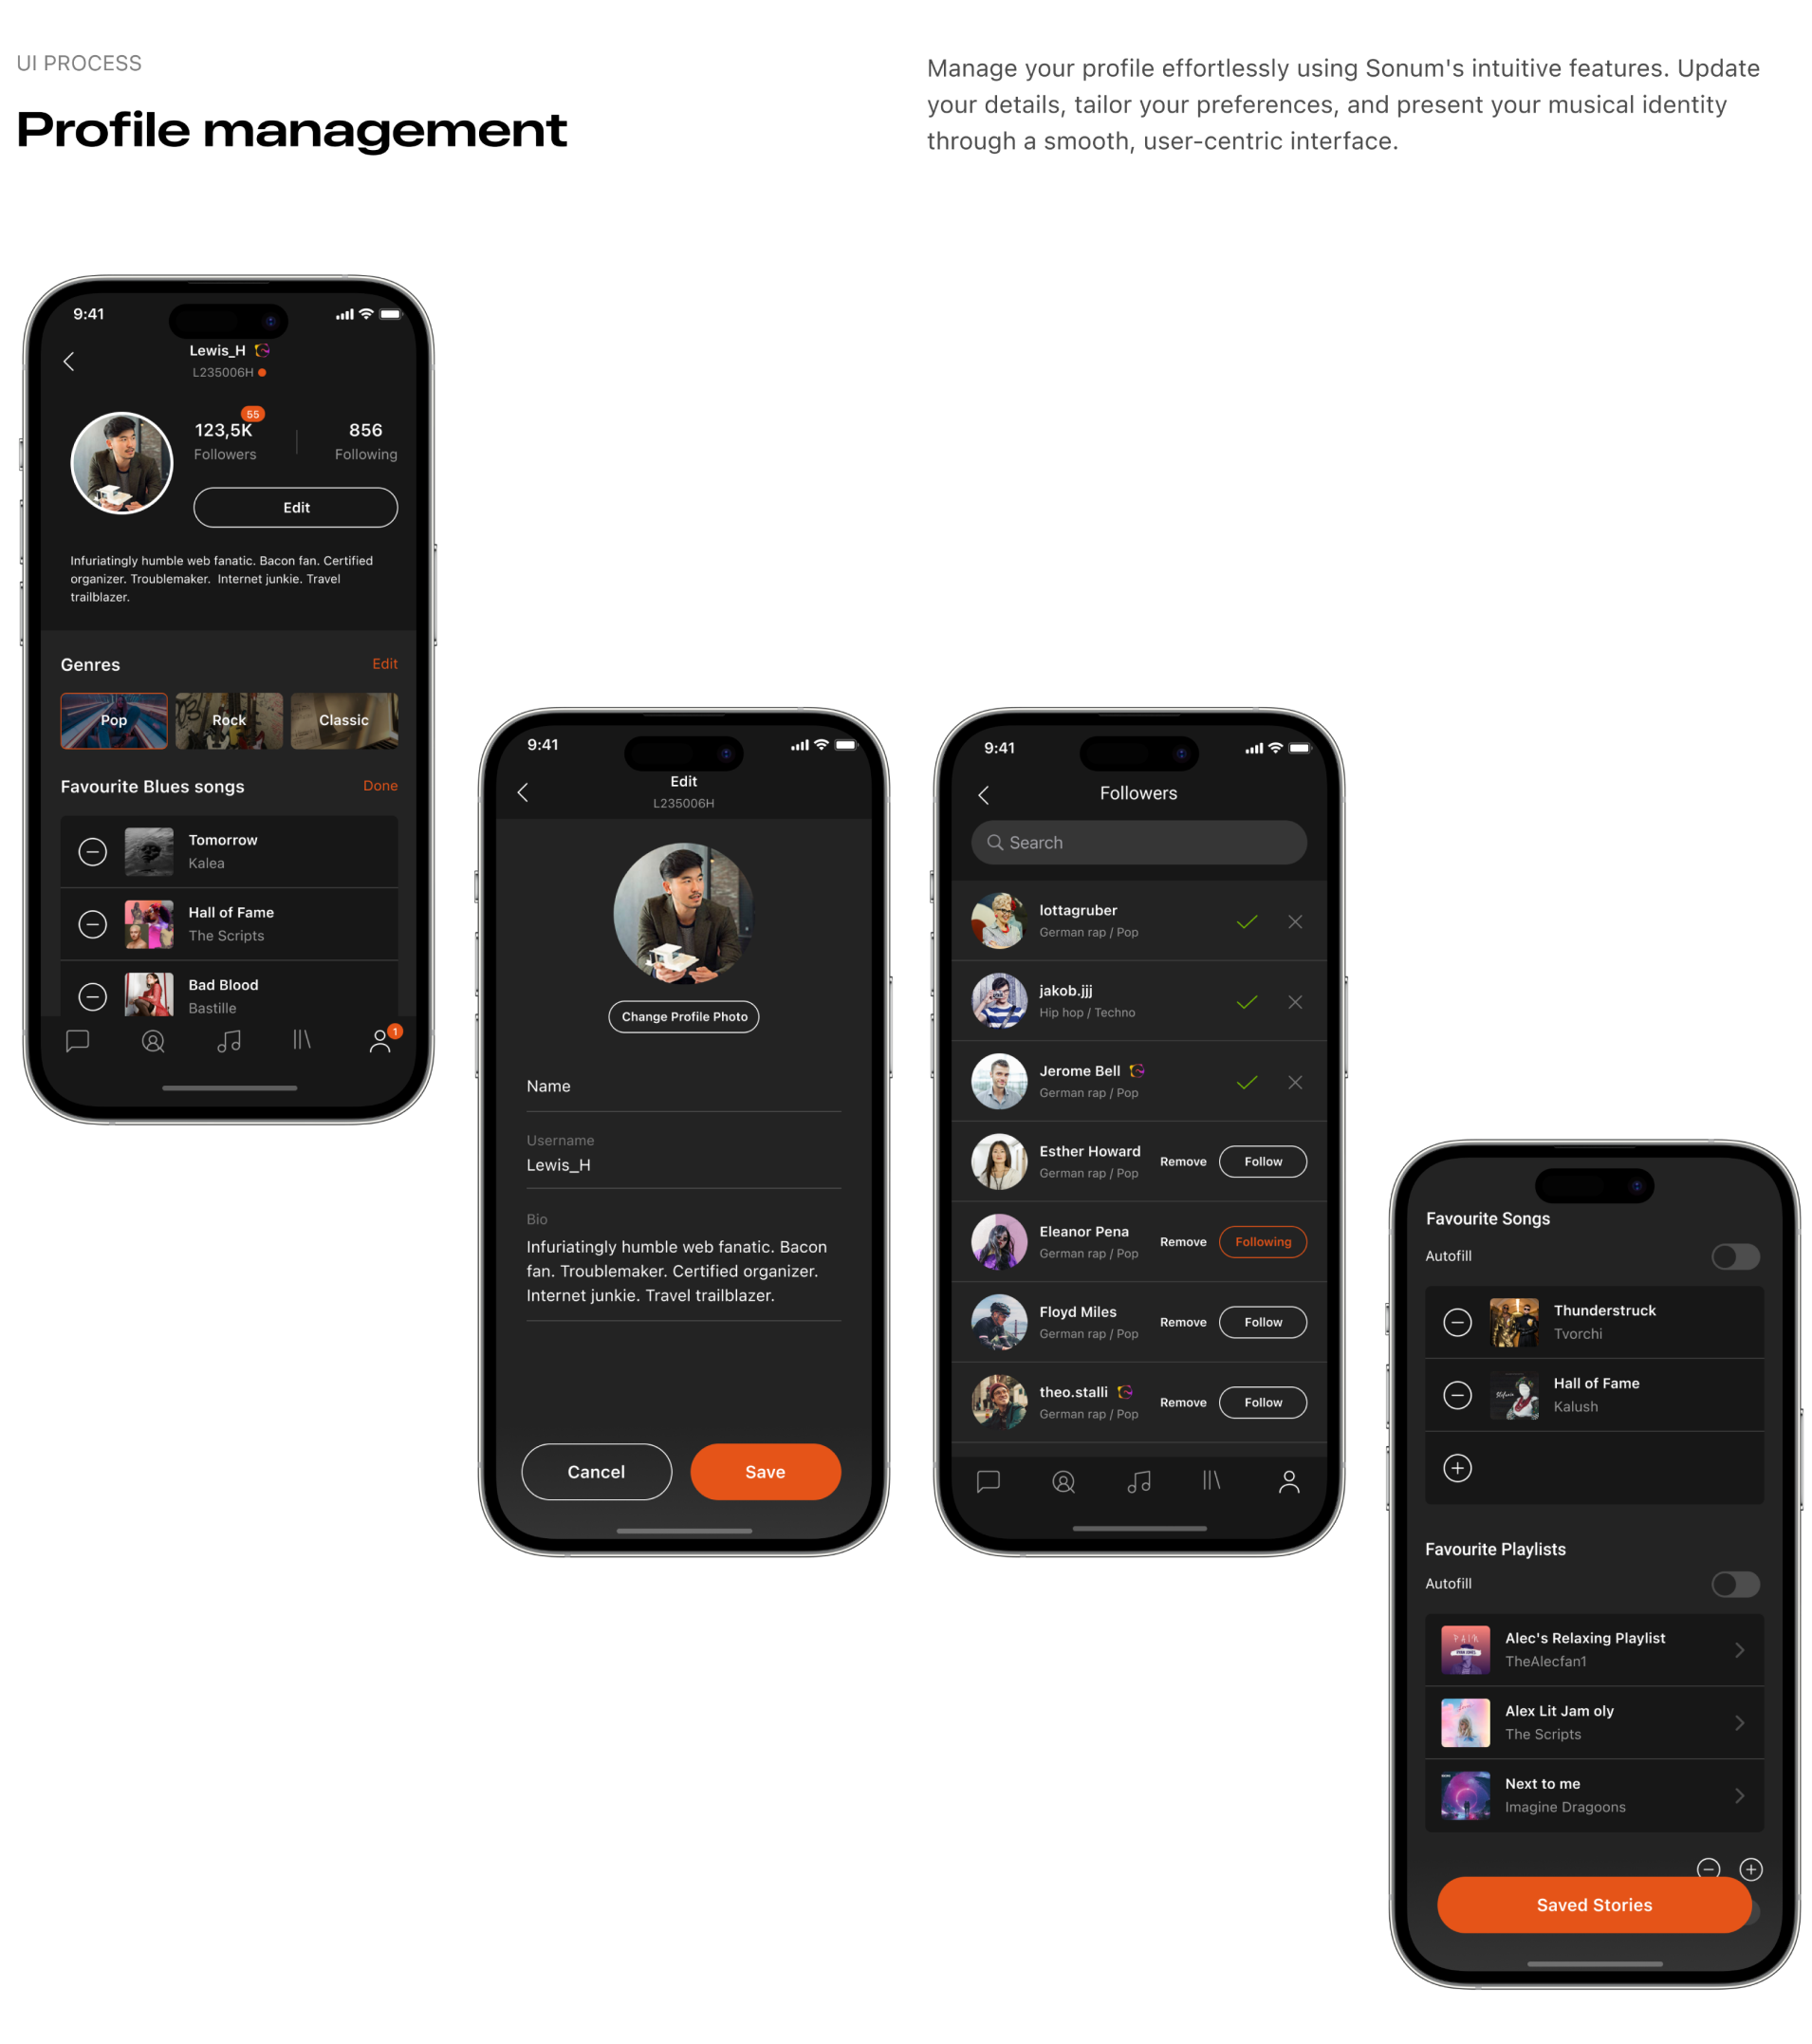 UI PROCESS
Profile management
Manage your profile effortlessly using Sonum's intuitive features. Update
your details, tailor your preferences, and present your musical identity
through a smooth, user-centric interface.
9:41
Lewis_H
L235006H
55
123,5K
Followers
856
Following
Edit
Infuriatingly humble web fanatic. Bacon fan. Certified
organizer. Troublemaker.  Internet junkie. Travel
trailblazer.
Genres
Edit
Pop
Rock
Classic
Favourite Blues songs
Done
Tomorrow
Kalea
Hall of Fame
The Scripts
Bad Blood
Bastille
1
9:41
Edit
L235006H
Change Profile Photo
Name
Username
Lewis_H
Bio
Infuriatingly humble web fanatic. Bacon
fan. Troublemaker. Certified organizer.
Internet junkie. Travel trailblazer.
Cancel
Save
9:41
Followers
Search
lottagruber
German rap / Pop
jakob.jjj
Hip hop / Techno
Jerome Bell
German rap / Pop
Esther Howard
German rap / Pop
Remove
Follow
Eleanor Pena
German rap / Pop
Remove
Following
Floyd Miles
German rap / Pop
Remove
Follow
theo.stalli
German rap / Pop
Remove
Follow
Favourite Songs
Autofill
Thunderstruck
Tvorchi
Hall of Fame
Kalush
Favourite Playlists
Autofill
PAIN
Alec's Relaxing Playlist
TheAlecfan1
Alex Lit Jam oly
The Scripts
Next to me
Imagine Dragoons
Saved Stories